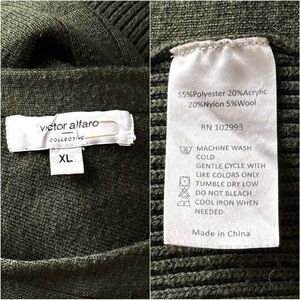 victor alfaro
COLLECTIVE
XL
55%Polyester 20%Acrylic
20%Nylon 5%Wool
RN 102993
MACHINE WASH
COLD
GENTLE CYCLE WITH
LIKE COLORS ONLY
TUMBLE DRY LOW
DO NOT BLEACH
COOL IRON WHEN
NEEDED
Made in China